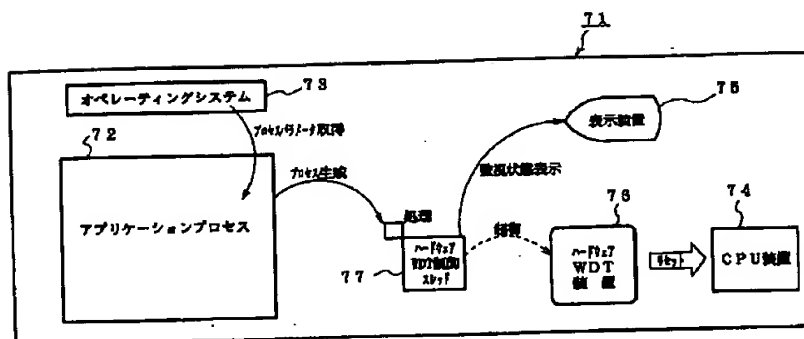 71
オペレーティングシステム
73
75
表示装置
72
プロセスパラメータ取得
プロセス生成
監視状態表示
アプリケーションプロセス
処理
76
74
ハードウェア
WDT制御
スレッド
77
ハードウェア
WDT
装置
リセット
CPU装置